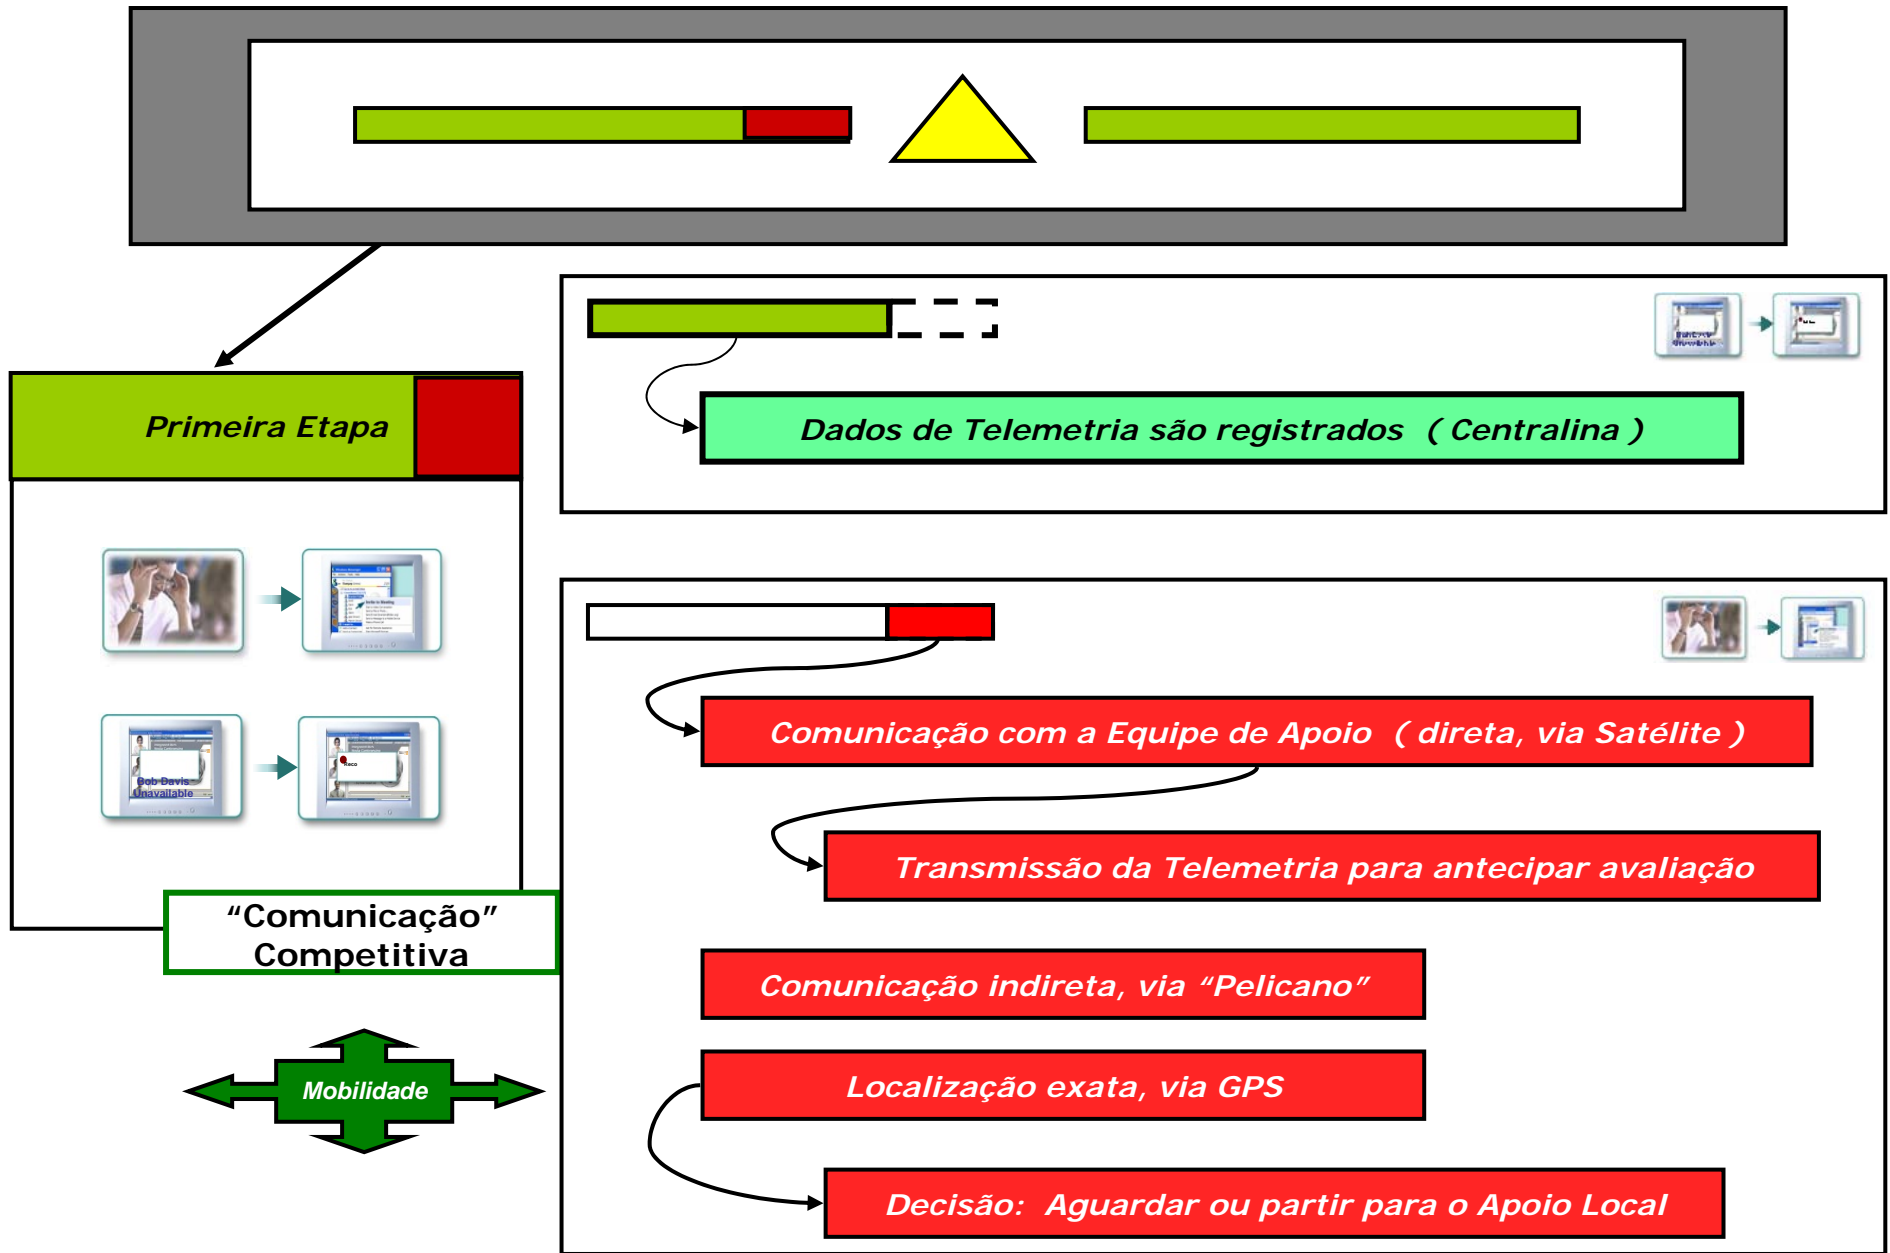 Primeira Etapa
Dados de Telemetria são registrados ( Centralina )
Bob Davis
Unavailable
Reco
Comunicação com a Equipe de Apoio ( direta, via Satélite )
Transmissão da Telemetria para antecipar avaliação
“Comunicação”
Competitiva
Comunicação indireta, via “Pelicano”
Localização exata, via GPS
Mobilidade
Decisão: Aguardar ou partir para o Apoio Local